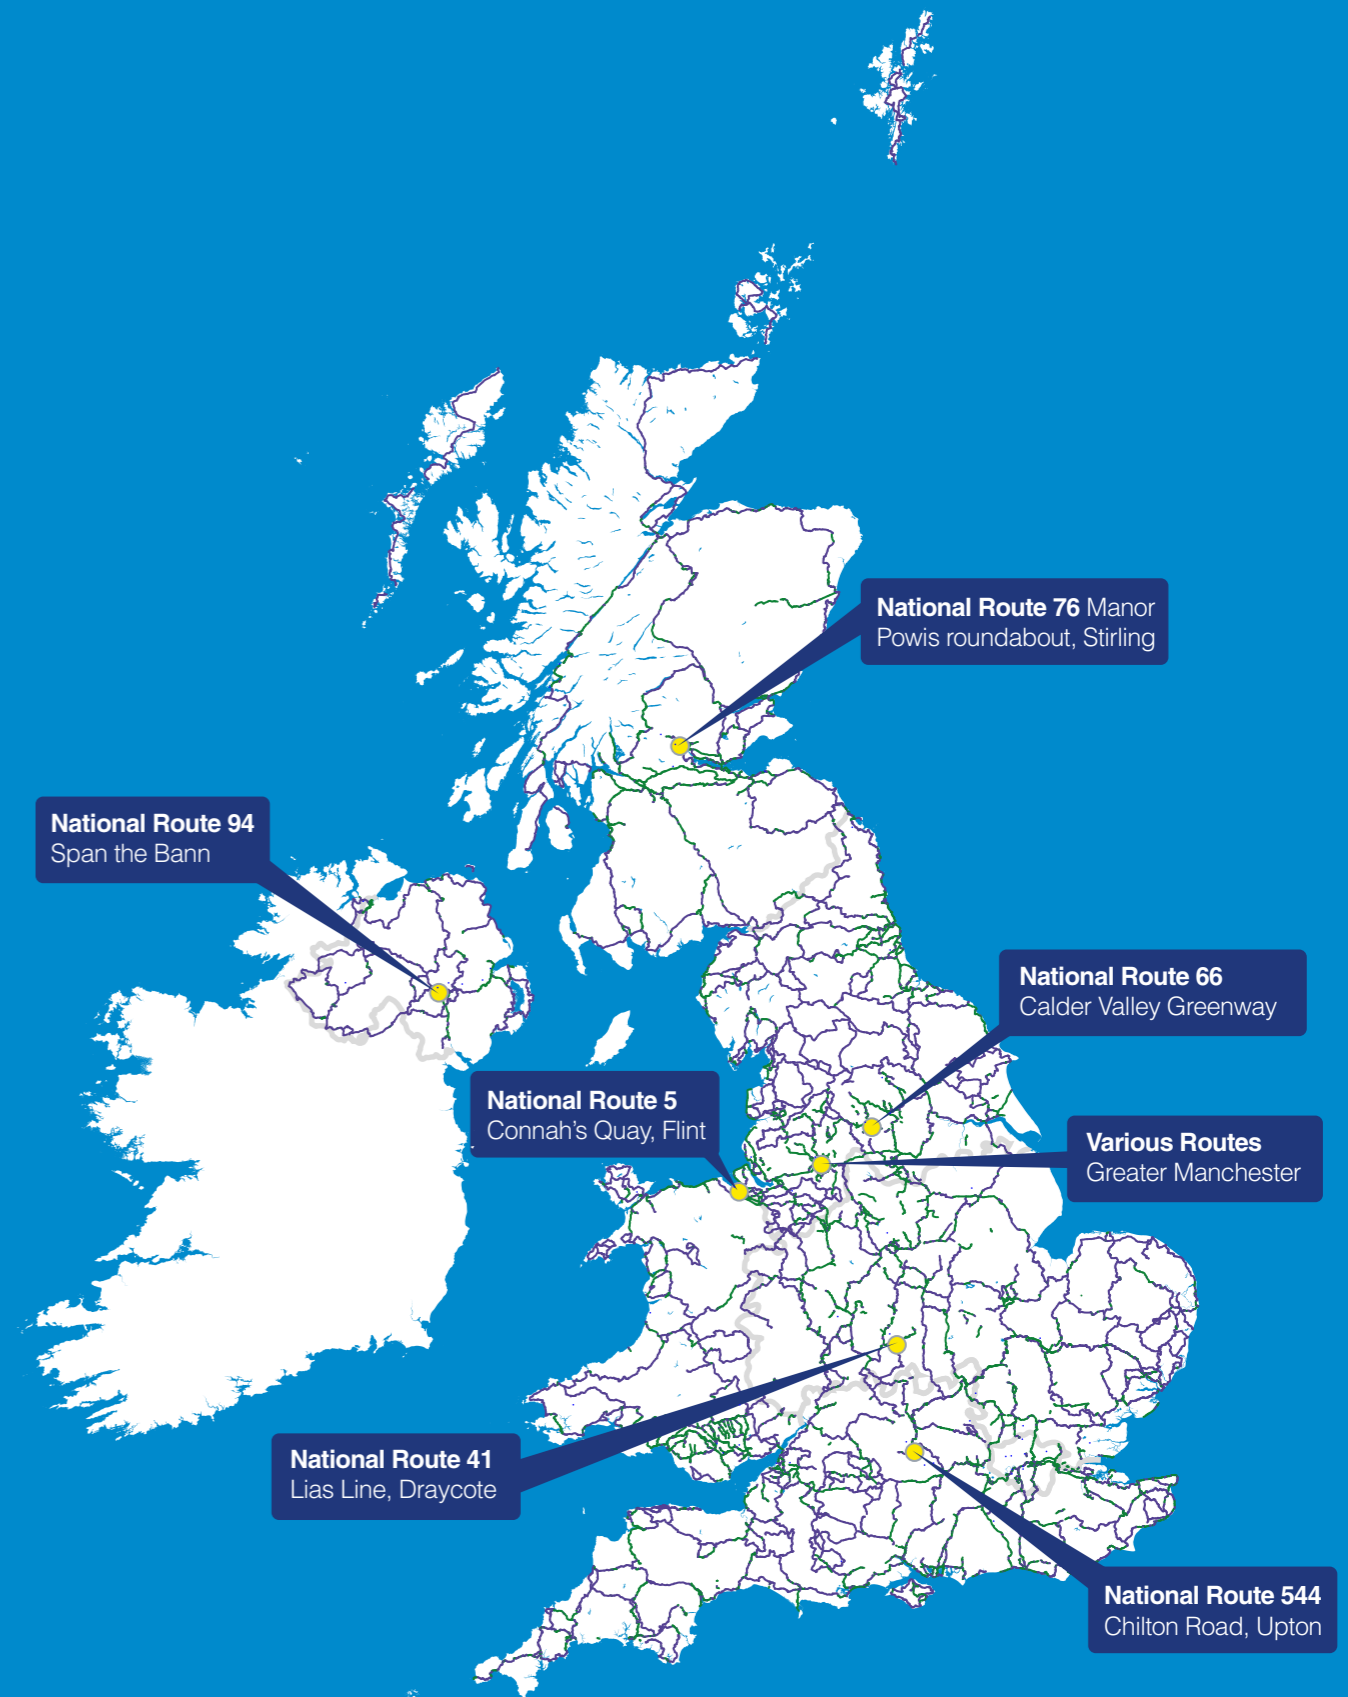 National Route 76 Manor
Powis roundabout, Stirling
National Route 94
Span the Bann
National Route 66
Calder Valley Greenway
National Route 5
Connah's Quay, Flint
Various Routes
Greater Manchester
National Route 41
Lias Line, Draycote
National Route 544
Chilton Road, Upton